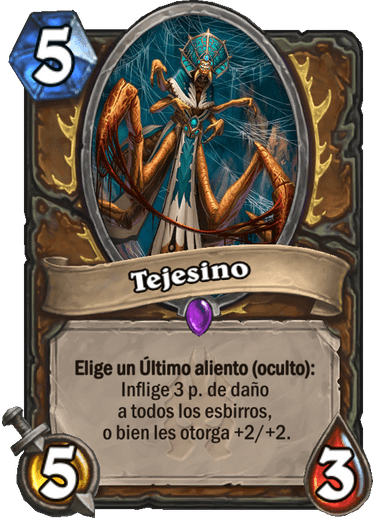 5
Tejesino
Elige un Último aliento (oculto):
Inflige 3 p. de daño
a todos los esbirros,
o bien les otorga +2/+2.
5
3